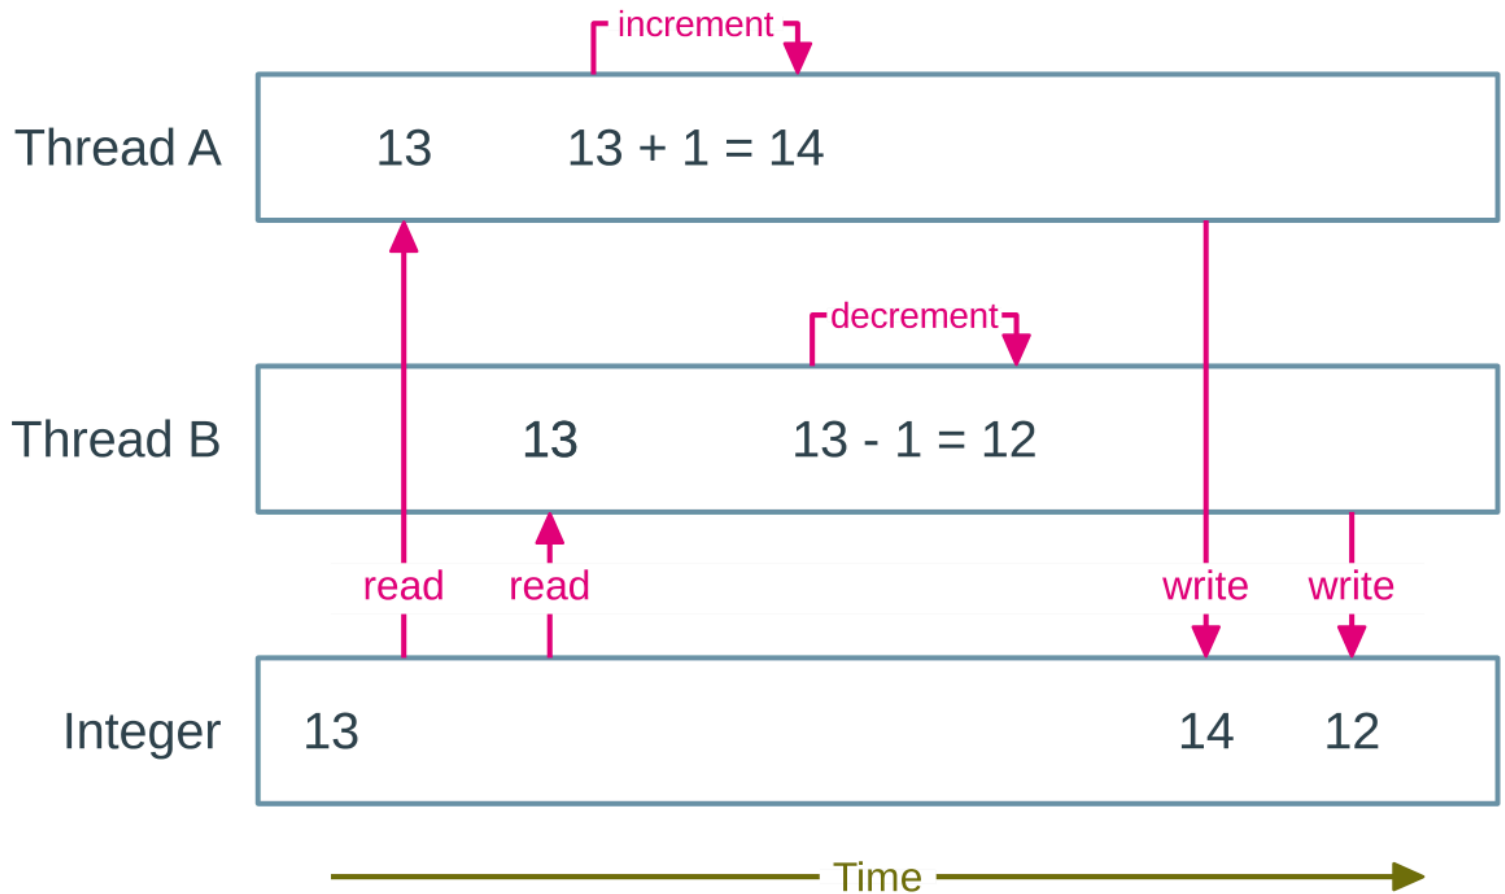 increment
Thread A 13 13 + 1 = 14
decrement
Thread B 13 13 - 1 = 12
read read write write
Integer 13 14 12
Time